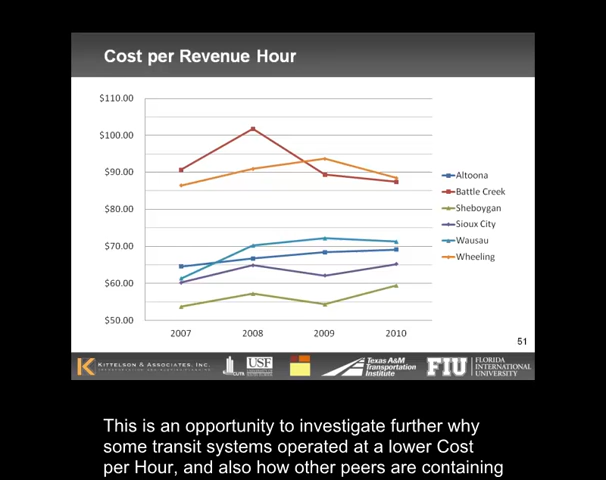 Cost per Revenue Hour
$110.00
$100.00
$90.00
$80.00
$70.00
$60.00
$50.00
2007 2008 2009 2010
Altoona
Battle Creek
Sheboygan
Sioux City
Wausau
Wheeling
51
KITTELSON & ASSOCIATES, INC.
CUTR
USF
Texas A&M
Transportation
Institute
FIU
FLORIDA
INTERNATIONAL
UNIVERSITY
This is an opportunity to investigate further why
some transit systems operated at a lower Cost
per Hour, and also how other peers are containing